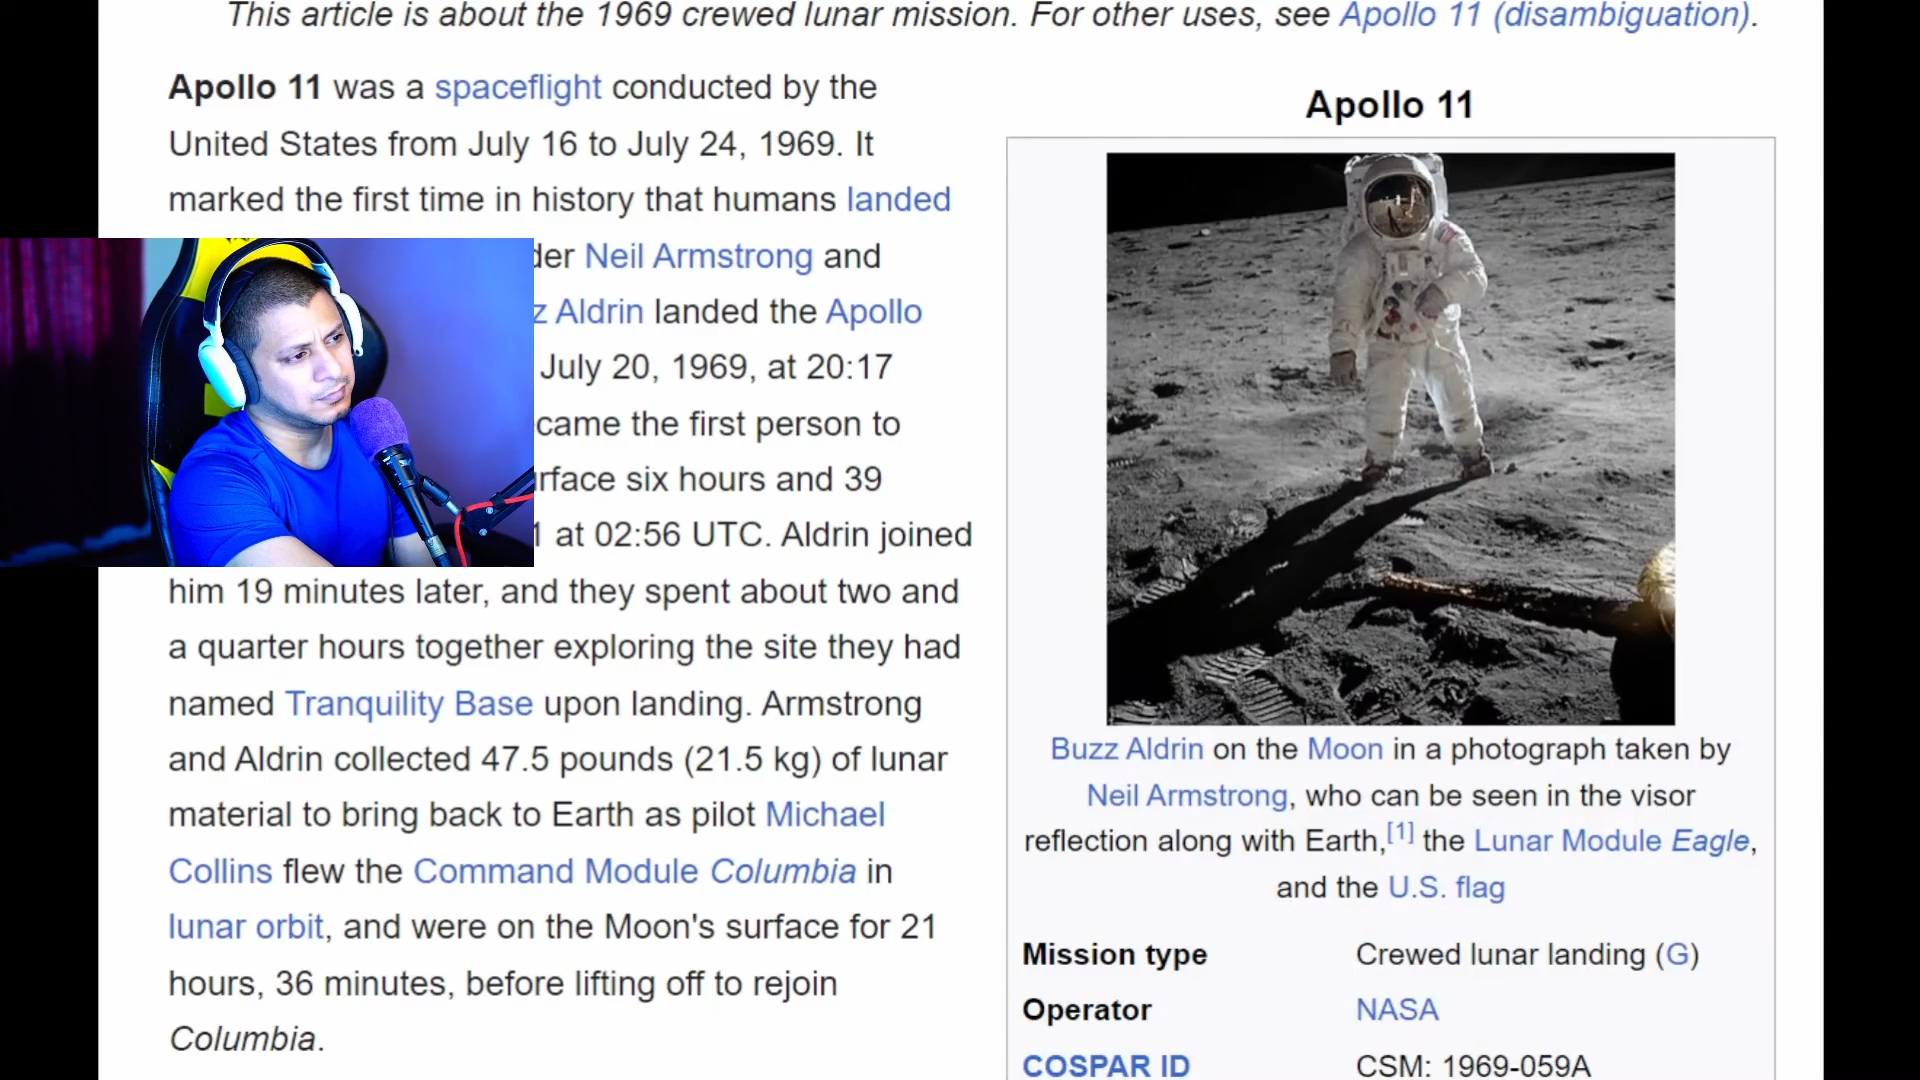 This article is about the 1969 crewed lunar mission. For other uses, see Apollo 11 (disambiguation).
Apollo 11 was a spaceflight conducted by the
United States from July 16 to July 24, 1969. It
marked the first time in history that humans landed
Neil Armstrong and
Aldrin landed the Apollo
July 20, 1969, at 20:17
the first person to
six hours and 39
at 02:56 UTC. Aldrin joined
him 19 minutes later, and they spent about two and
a quarter hours together exploring the site they had
named Tranquility Base upon landing. Armstrong
and Aldrin collected 47.5 pounds (21.5 kg) of lunar
material to bring back to Earth as pilot Michael
Collins flew the Command Module Columbia in
lunar orbit, and were on the Moon's surface for 21
hours, 36 minutes, before lifting off to rejoin
Columbia.
Apollo 11
Buzz Aldrin on the Moon in a photograph taken by
Neil Armstrong, who can be seen in the visor
reflection along with Earth,[1] the Lunar Module Eagle,
and the U.S. flag
Mission type Crewed lunar landing (G)
Operator NASA
COSPAR ID CSM: 1969-059A